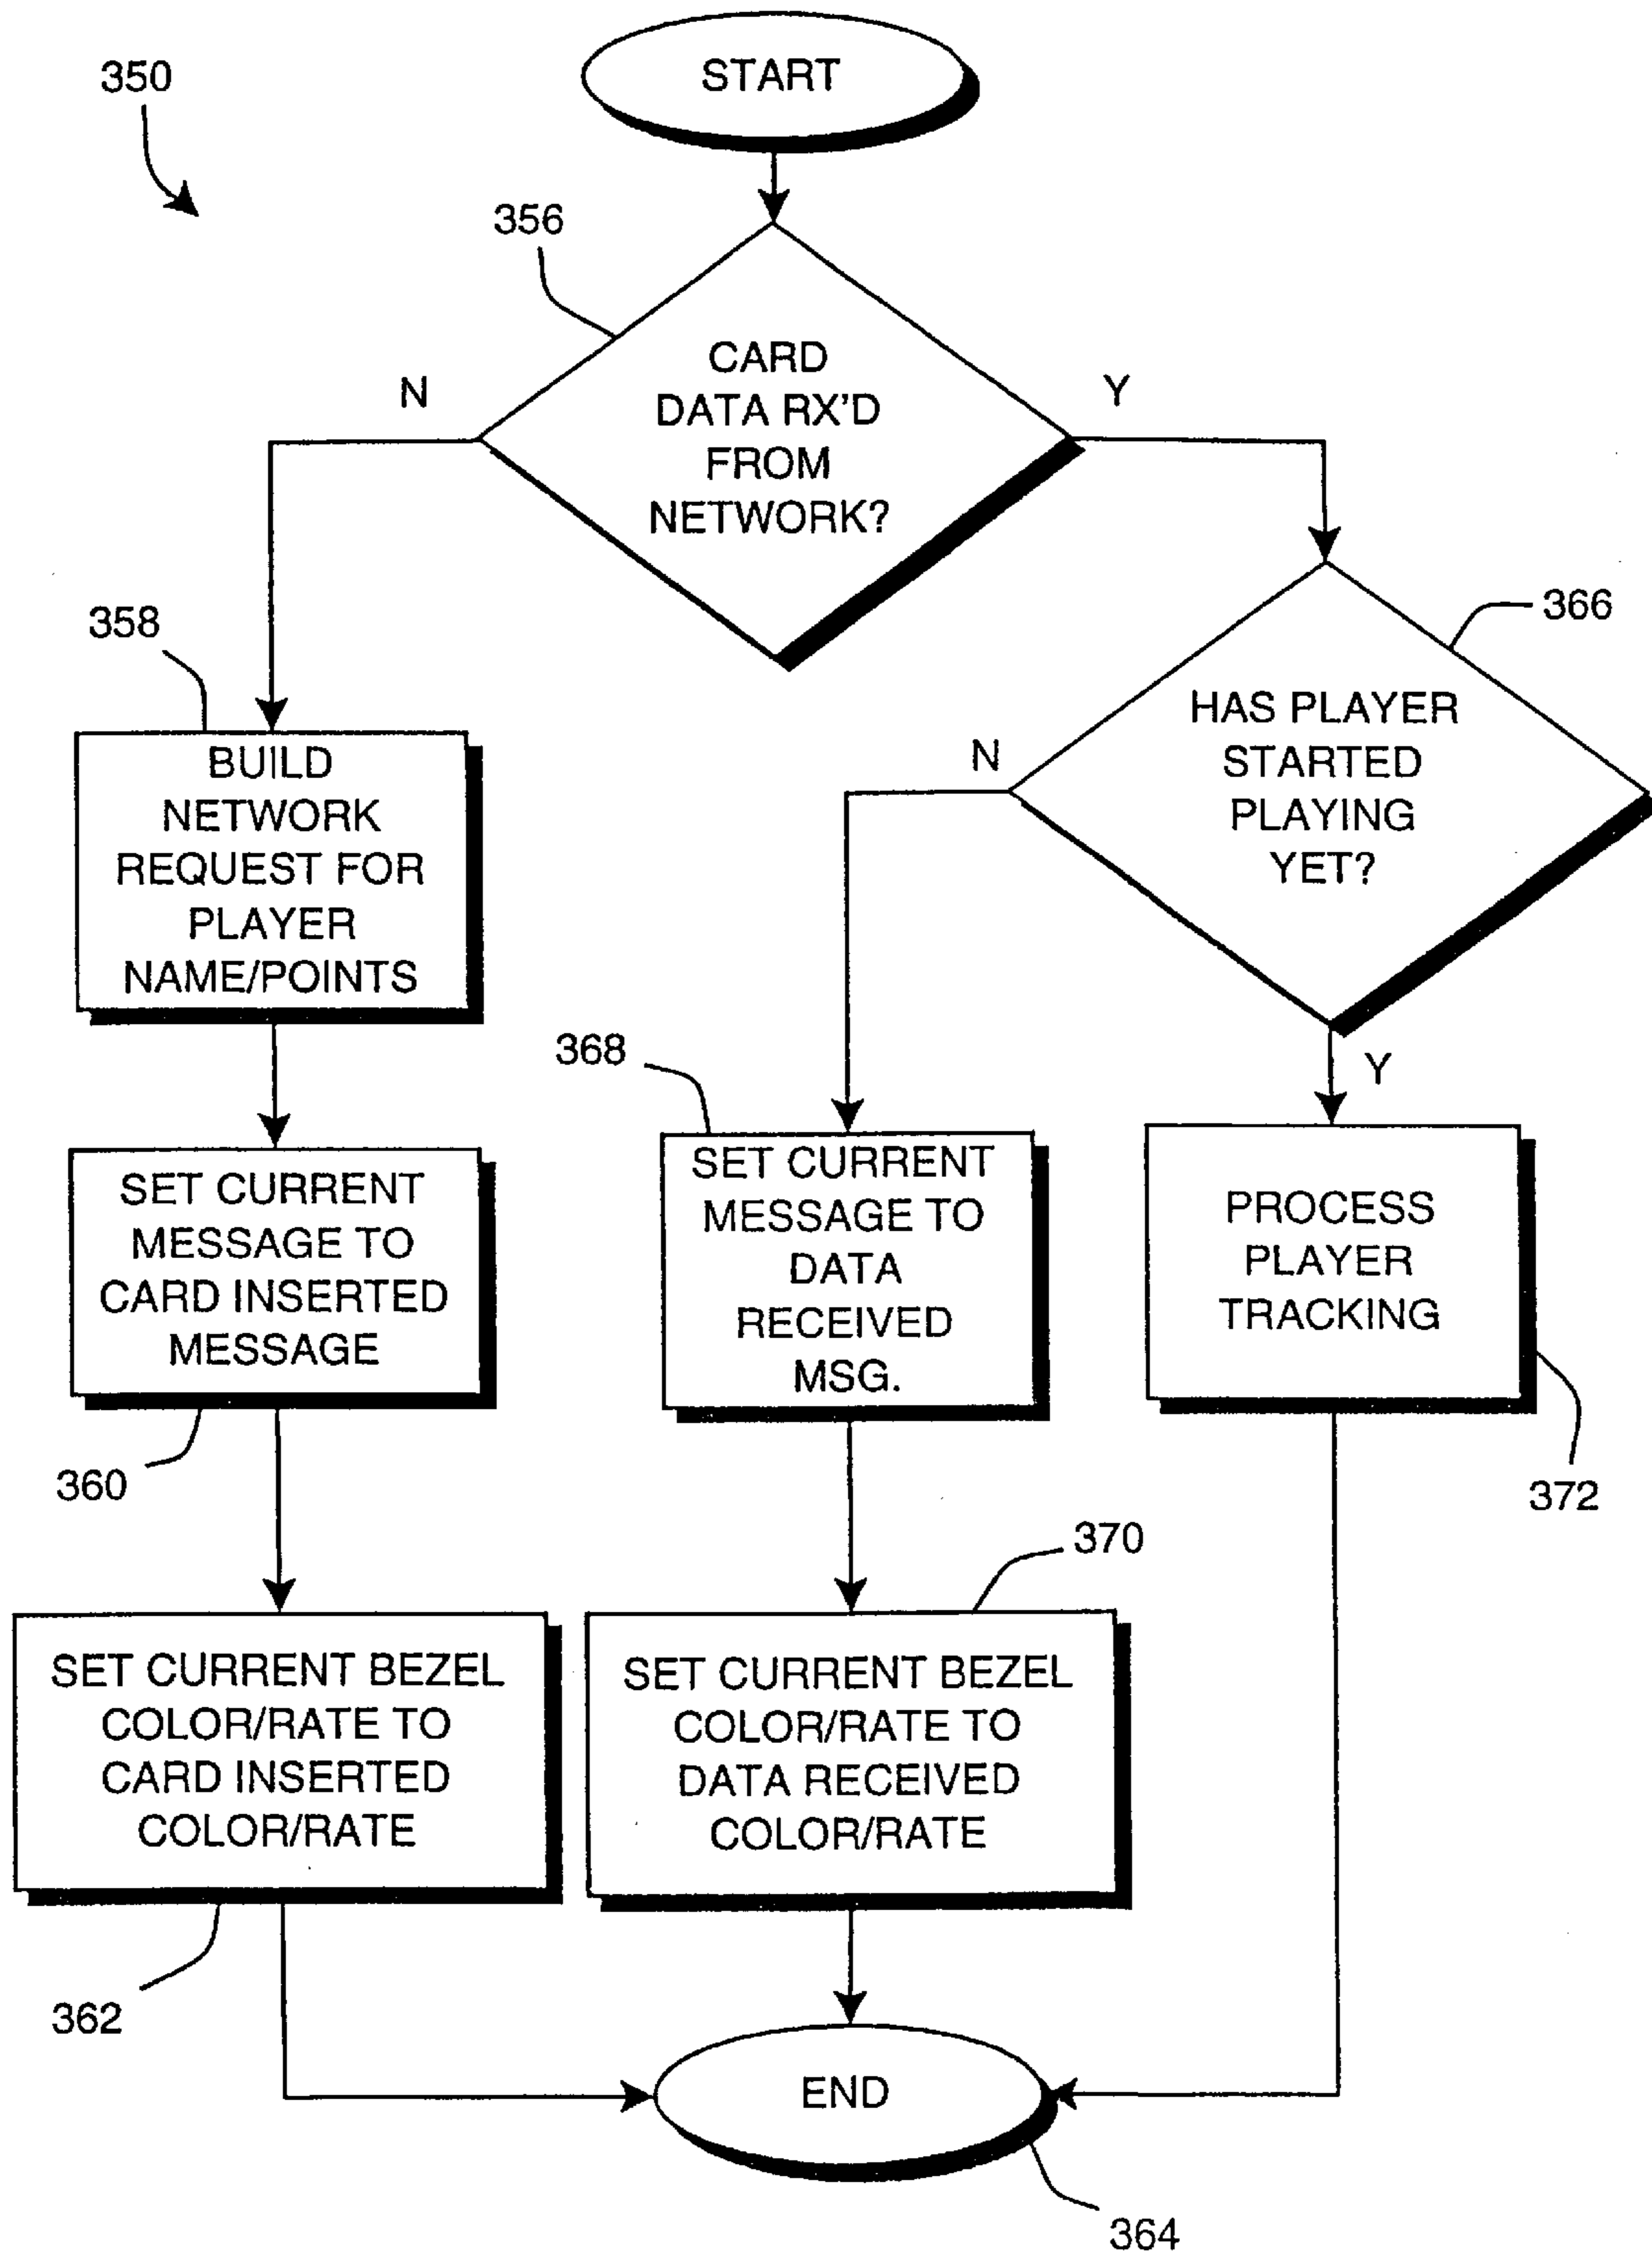 350
START
356
CARD
DATA RX'D
FROM
NETWORK?
N
Y
358
BUILD
NETWORK
REQUEST FOR
PLAYER
NAME/POINTS
366
HAS PLAYER
STARTED
PLAYING
YET?
N
Y
SET CURRENT
MESSAGE TO
CARD INSERTED
MESSAGE
360
368
SET CURRENT
MESSAGE TO
DATA
RECEIVED
MSG.
PROCESS
PLAYER
TRACKING
372
SET CURRENT BEZEL
COLOR/RATE TO
CARD INSERTED
COLOR/RATE
362
370
SET CURRENT BEZEL
COLOR/RATE TO
DATA RECEIVED
COLOR/RATE
END
364